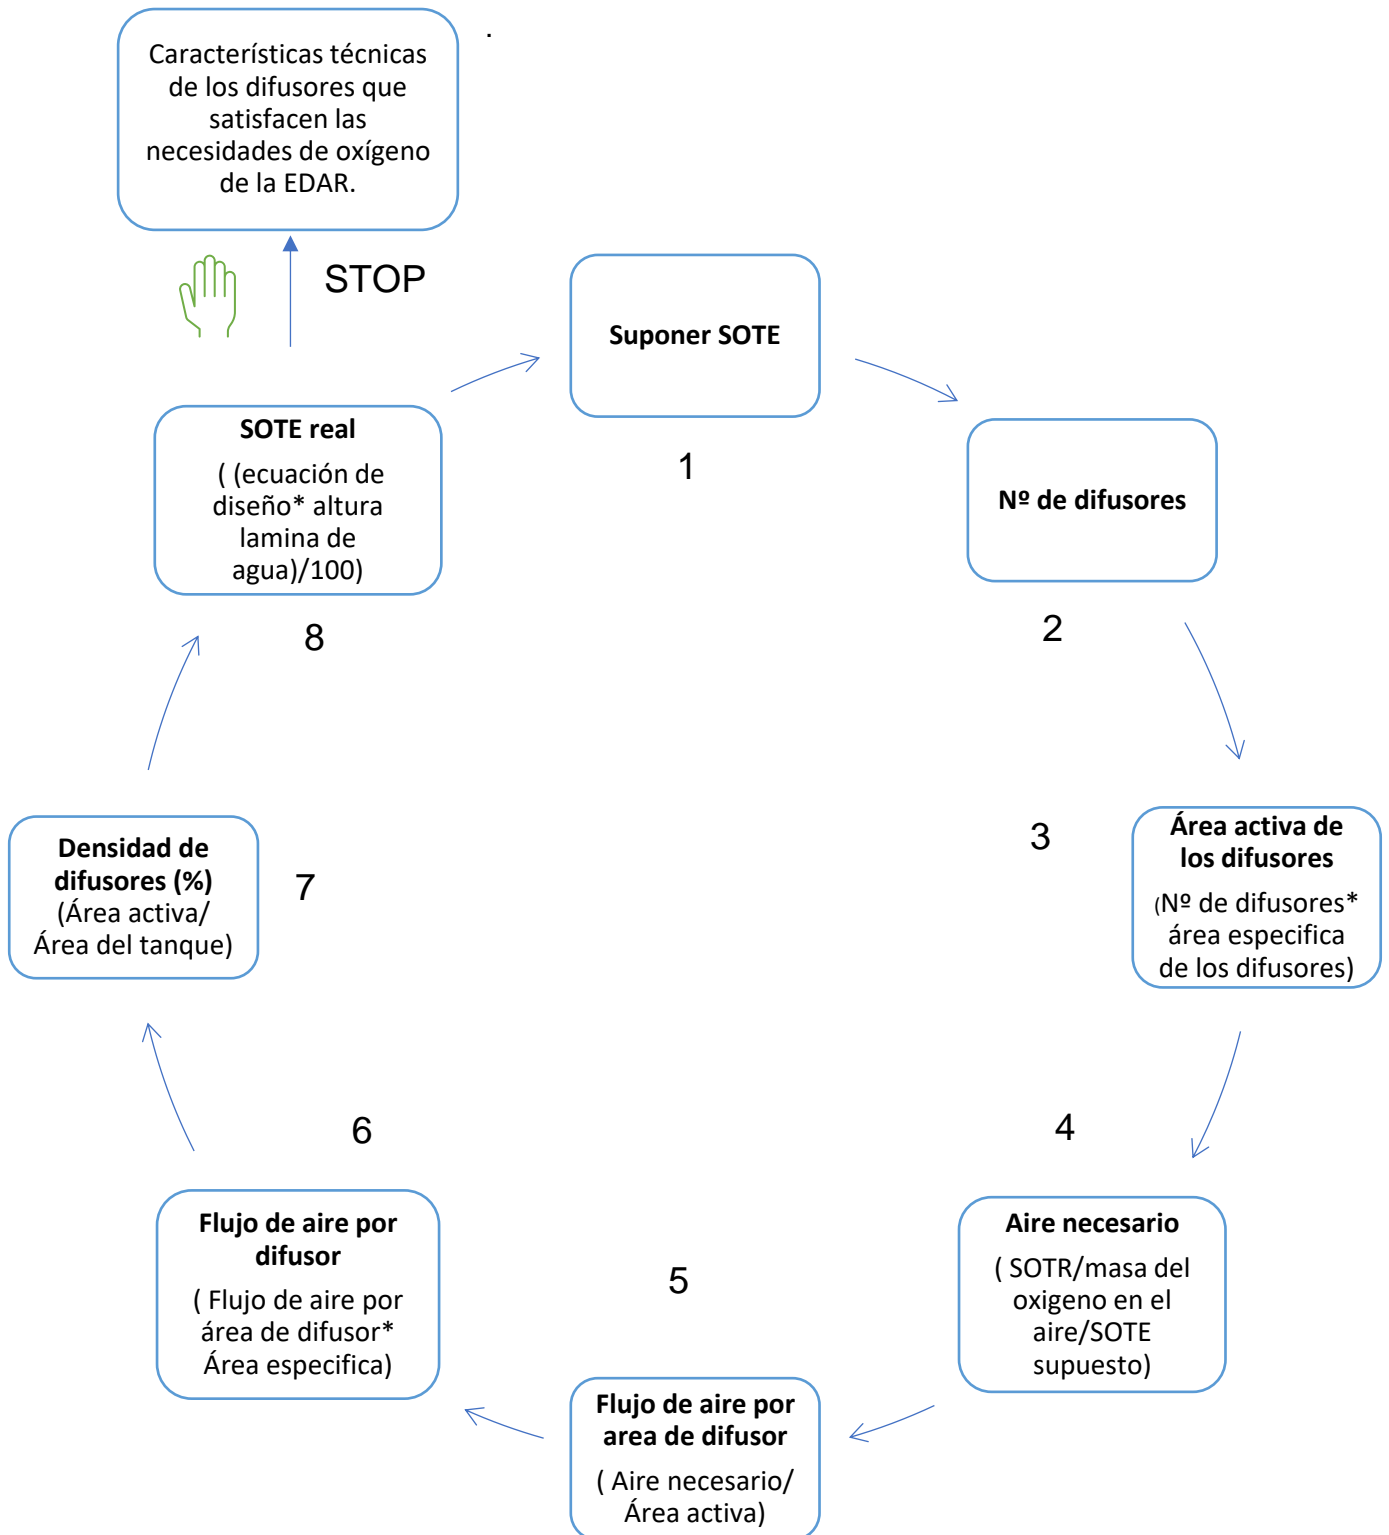 .
Características técnicas
de los difusores que
satisfacen las
necesidades de oxígeno
de la EDAR.
STOP
Suponer SOTE
1
Nº de difusores
2
Área activa de
los difusores
(Nº de difusores*
área especifica
de los difusores)
3
Aire necesario
( SOTR/masa del
oxigeno en el
aire/SOTE
supuesto)
4
Flujo de aire por
area de difusor
( Aire necesario/
Área activa)
5
Flujo de aire por
difusor
( Flujo de aire por
área de difusor*
Área especifica)
6
Densidad de
difusores (%)
(Área activa/
Área del tanque)
7
SOTE real
( (ecuación de
diseño* altura
lamina de
agua)/100)
8